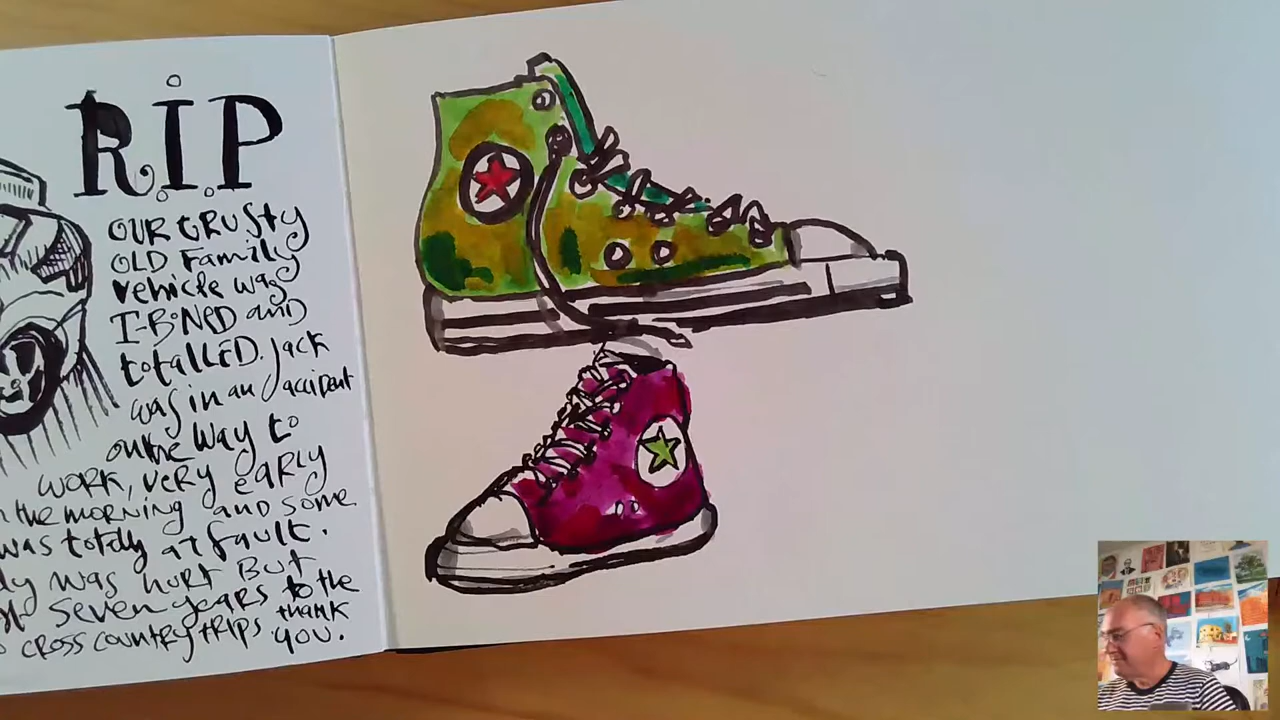 R.I.P
OUR trusty
OLD Family
vehicle was
T-BONED and
totalled. Jack
was in an accident
on the way to
work, very early
in the morning and some
was totally at fault.
was hurt But
seven years to the
cross country trips thank
you.